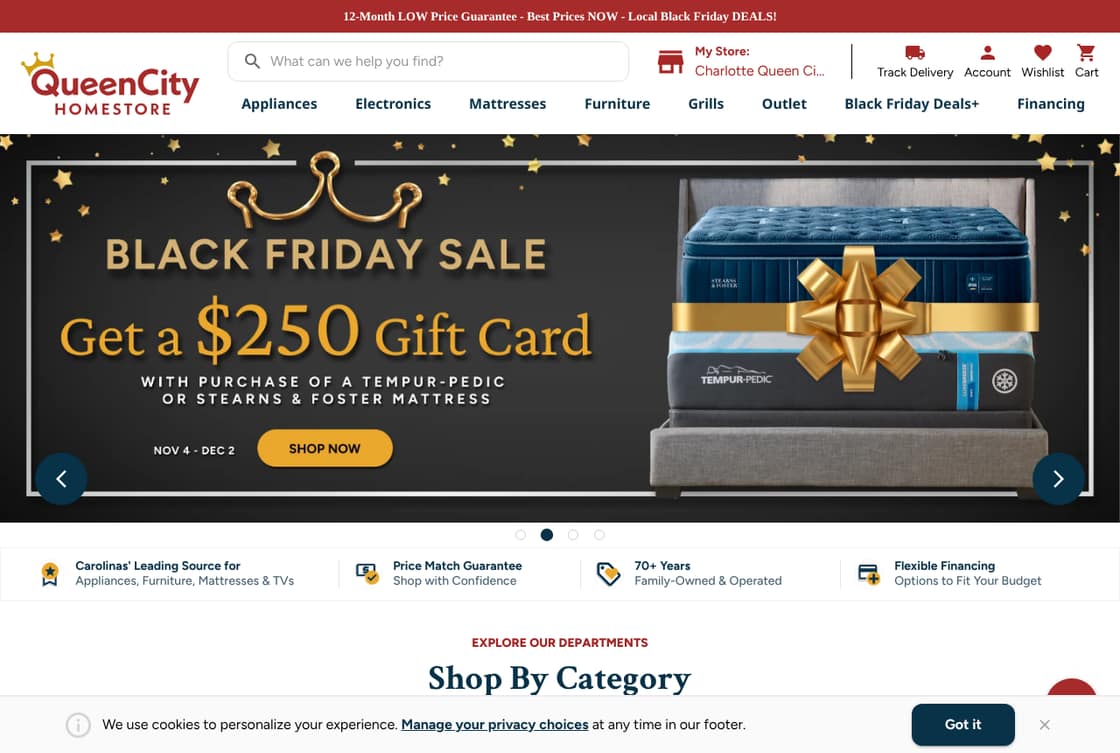 12-Month LOW Price Guarantee - Best Prices NOW - Local Black Friday DEALS!
QueenCity
HOMESTORE
What can we help you find?
My Store:
Charlotte Queen Ci...
Track Delivery
Account
Wishlist
Cart
Appliances
Electronics
Mattresses
Furniture
Grills
Outlet
Black Friday Deals+
Financing
BLACK FRIDAY SALE
Get a $250 Gift Card
WITH PURCHASE OF A TEMPUR-PEDIC
OR STEARNS & FOSTER MATTRESS
NOV 4 - DEC 2
SHOP NOW
STEARNS
& FOSTER
TEMPUR-PEDIC
Carolinas' Leading Source for
Appliances, Furniture, Mattresses & TVs
Price Match Guarantee
Shop with Confidence
70+ Years
Family-Owned & Operated
Flexible Financing
Options to Fit Your Budget
EXPLORE OUR DEPARTMENTS
Shop By Category
We use cookies to personalize your experience. Manage your privacy choices at any time in our footer.
Got it